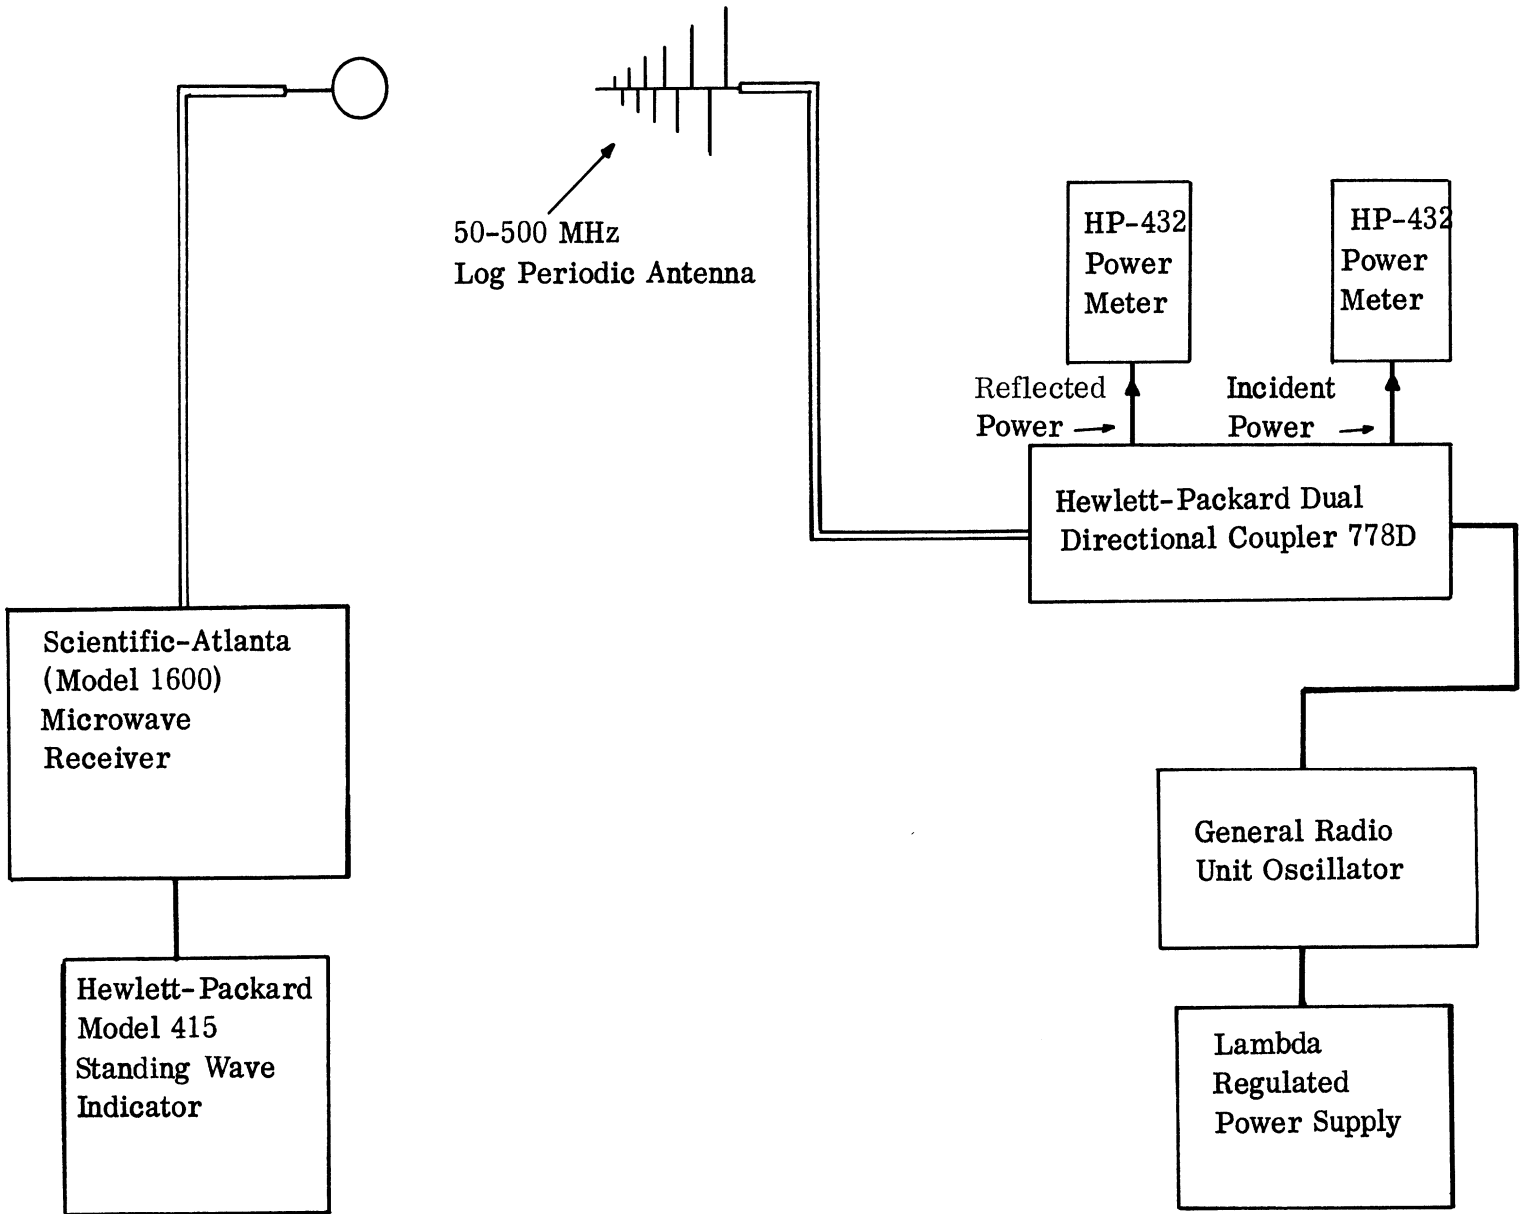 50-500 MHz
Log Periodic Antenna
HP-432
Power
Meter
HP-432
Power
Meter
Reflected
Power
Incident
Power
Hewlett-Packard Dual
Directional Coupler 778D
Scientific-Atlanta
(Model 1600)
Microwave
Receiver
General Radio
Unit Oscillator
Hewlett-Packard
Model 415
Standing Wave
Indicator
Lambda
Regulated
Power Supply